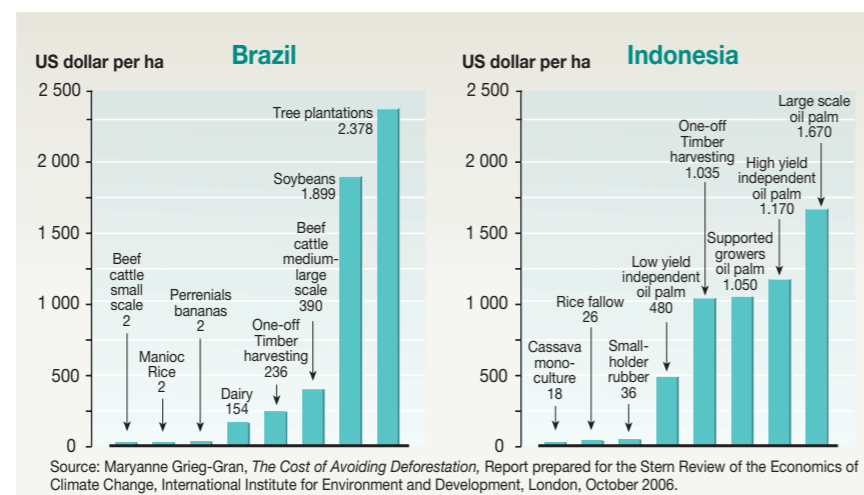 Brazil
US dollar per ha
2 500
2 000
1 500
1 000
500
0
Beef
cattle
small
scale
2
Manioc
Rice
2
Perrenials
bananas
2
Dairy
154
One-off
Timber
harvesting
236
Beef
cattle
medium-
large
scale
390
Soybeans
1.899
Tree plantations
2.378
Indonesia
US dollar per ha
2 500
2 000
1 500
1 000
500
0
Cassava
mono-
culture
18
Rice fallow
26
Small-
holder
rubber
36
Low yield
independent
oil palm
480
One-off
Timber
harvesting
1.035
Supported
growers
oil palm
1.050
High yield
independent
oil palm
1.170
Large scale
oil palm
1.670
Source: Maryanne Grieg-Gran, The Cost of Avoiding Deforestation, Report prepared for the Stern Review of the Economics of
Climate Change, International Institute for Environment and Development, London, October 2006.